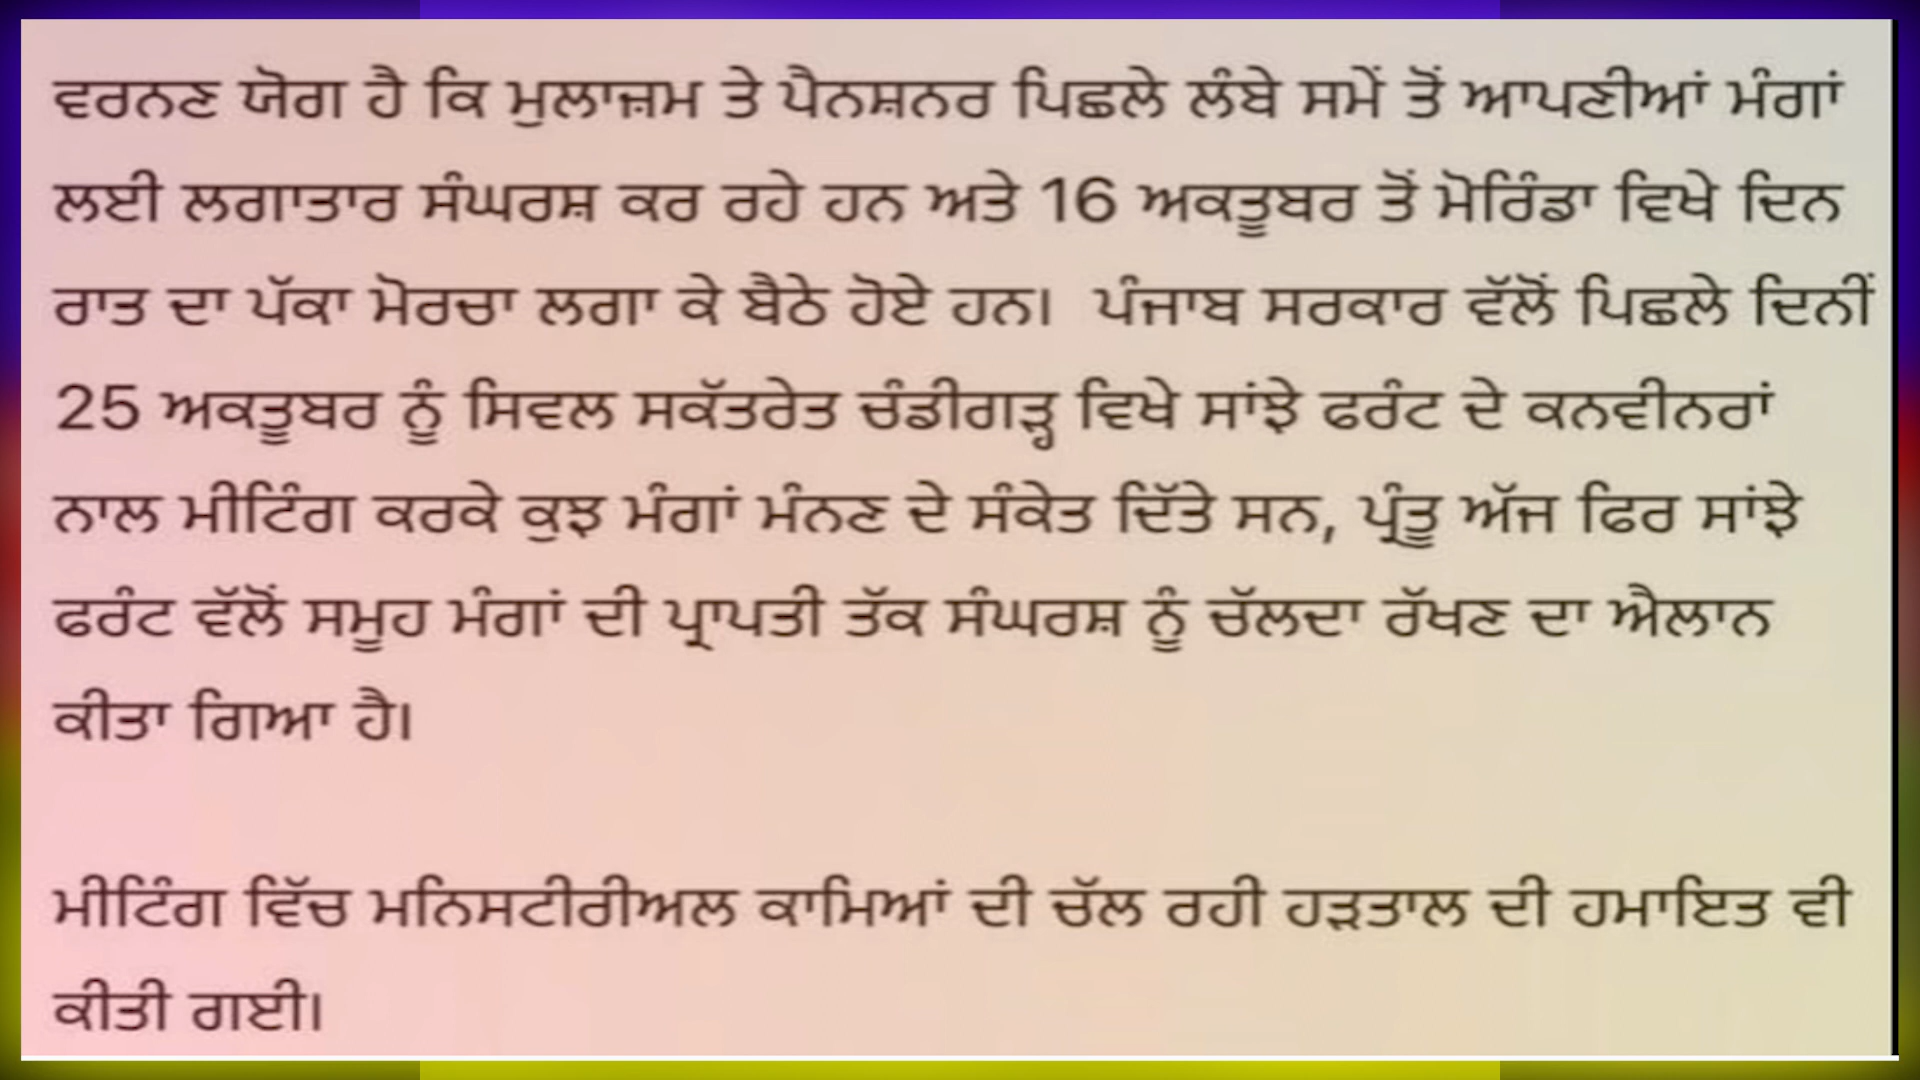 ਵਰਨਣ ਯੋਗ ਹੈ ਕਿ ਮੁਲਾਜ਼ਮ ਤੇ ਪੈਨਸ਼ਨਰ ਪਿਛਲੇ ਲੰਬੇ ਸਮੇਂ ਤੋਂ ਆਪਣੀਆਂ ਮੰਗਾਂ
ਲਈ ਲਗਾਤਾਰ ਸੰਘਰਸ਼ ਕਰ ਰਹੇ ਹਨ ਅਤੇ 16 ਅਕਤੂਬਰ ਤੋਂ ਮੋਰਿੰਡਾ ਵਿਖੇ ਦਿਨ
ਰਾਤ ਦਾ ਪੱਕਾ ਮੋਰਚਾ ਲਗਾ ਕੇ ਬੈਠੇ ਹੋਏ ਹਨ। ਪੰਜਾਬ ਸਰਕਾਰ ਵੱਲੋਂ ਪਿਛਲੇ ਦਿਨੀਂ
25 ਅਕਤੂਬਰ ਨੂੰ ਸਿਵਲ ਸਕੱਤਰੇਤ ਚੰਡੀਗੜ੍ਹ ਵਿਖੇ ਸਾਂਝੇ ਫਰੰਟ ਦੇ ਕਨਵੀਨਰਾਂ
ਨਾਲ ਮੀਟਿੰਗ ਕਰਕੇ ਕੁਝ ਮੰਗਾਂ ਮੰਨਣ ਦੇ ਸੰਕੇਤ ਦਿੱਤੇ ਸਨ, ਪ੍ਰੰਤੂ ਅੱਜ ਫਿਰ ਸਾਂਝੇ
ਫਰੰਟ ਵੱਲੋਂ ਸਮੂਹ ਮੰਗਾਂ ਦੀ ਪ੍ਰਾਪਤੀ ਤੱਕ ਸੰਘਰਸ਼ ਨੂੰ ਚੱਲਦਾ ਰੱਖਣ ਦਾ ਐਲਾਨ
ਕੀਤਾ ਗਿਆ ਹੈ।
ਮੀਟਿੰਗ ਵਿੱਚ ਮਨਿਸਟੀਰੀਅਲ ਕਾਮਿਆਂ ਦੀ ਚੱਲ ਰਹੀ ਹੜਤਾਲ ਦੀ ਹਮਾਇਤ ਵੀ
ਕੀਤੀ ਗਈ।